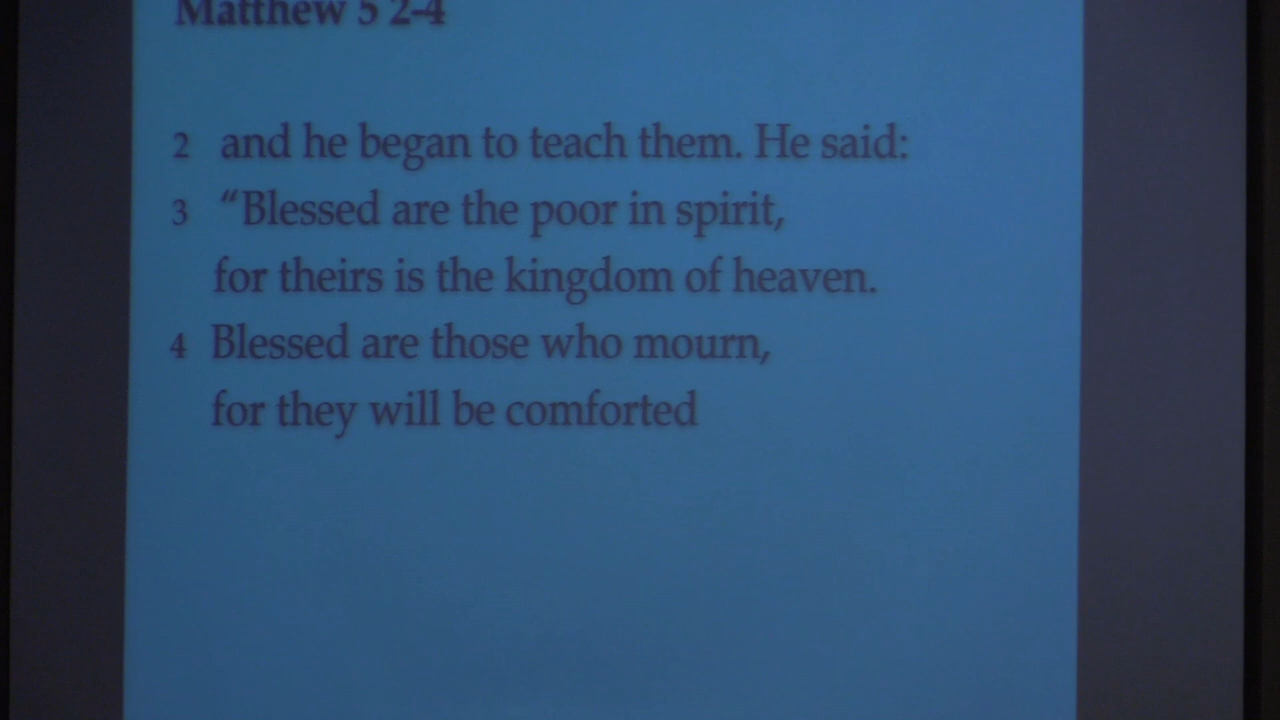 Matthew 5 2-4
2 and he began to teach them. He said:
3 “Blessed are the poor in spirit,
for theirs is the kingdom of heaven.
4 Blessed are those who mourn,
for they will be comforted